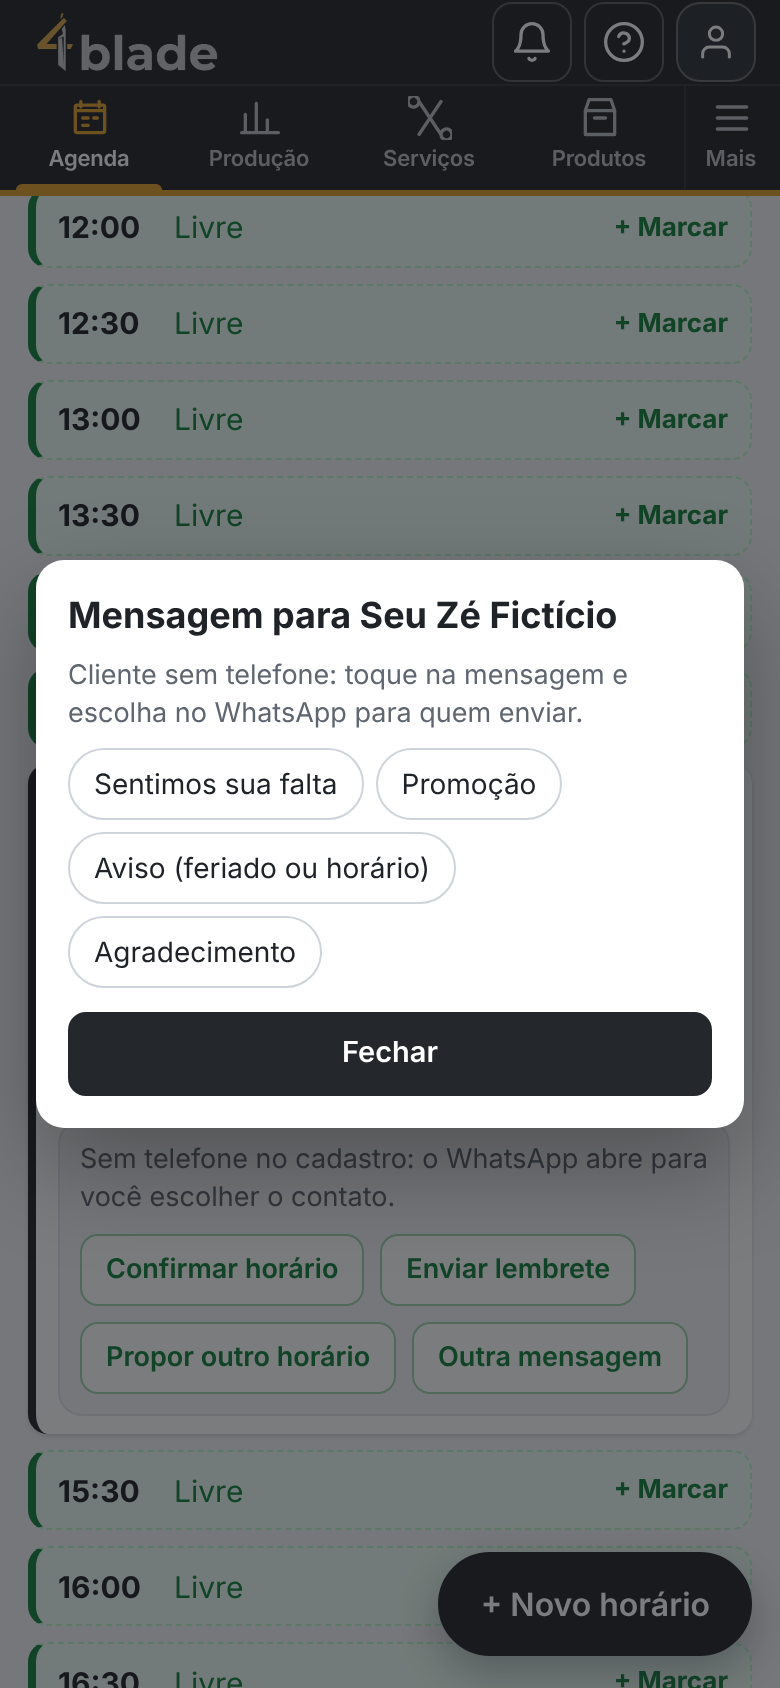 4blade
Agenda
Produção
Serviços
Produtos
Mais
12:00 Livre + Marcar
12:30 Livre + Marcar
13:00 Livre + Marcar
13:30 Livre + Marcar
Mensagem para Seu Zé Fictício
Cliente sem telefone: toque na mensagem e
escolha no WhatsApp para quem enviar.
Sentimos sua falta
Promoção
Aviso (feriado ou horário)
Agradecimento
Fechar
Sem telefone no cadastro: o WhatsApp abre para
você escolher o contato.
Confirmar horário
Enviar lembrete
Propor outro horário
Outra mensagem
15:30 Livre + Marcar
16:00 Livre
+ Novo horário
16:30 Livre + Marcar